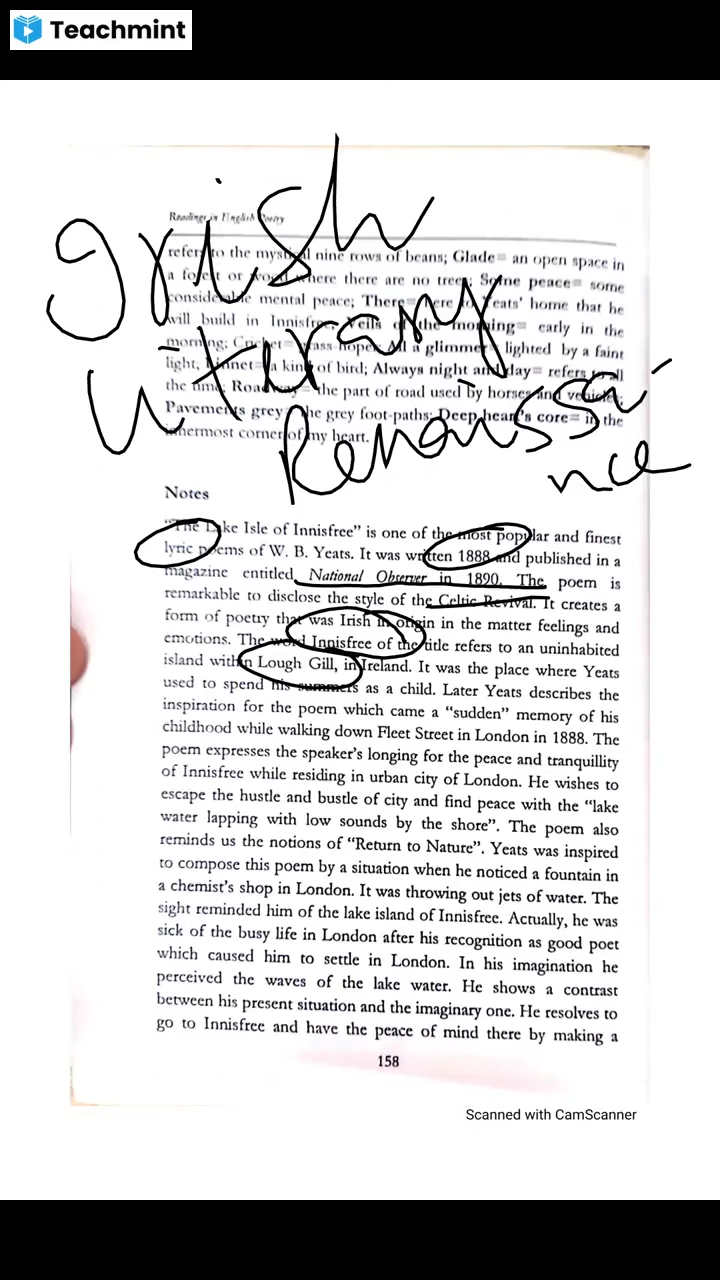 Teachmint
Readings in English Poetry
Irish
Literary
Renaissa-
nce
refers to the mystical nine rows of beans; Glade= an open space in
a forest or wood where there are no trees; Some peace= some
considerable mental peace; There= here to Yeats' home that he
will build in Innisfree; Veils of the morning= early in the
morning; Cricket= grass-hoper; All a glimmer= lighted by a faint
light; Linnet= a kind of bird; Always night and day= refers to all
the time; Roadway= the part of road used by horses and vehicles;
Pavements grey= the grey foot-paths; Deep heart's core= in the
innermost corner of my heart.
Notes
"The Lake Isle of Innisfree" is one of the most popular and finest
lyric poems of W. B. Yeats. It was written 1888 and published in a
magazine entitled National Observer in 1890. The poem is
remarkable to disclose the style of the Celtic Revival. It creates a
form of poetry that was Irish in origin in the matter feelings and
emotions. The word Innisfree of the title refers to an uninhabited
island within Lough Gill, in Ireland. It was the place where Yeats
used to spend his summers as a child. Later Yeats describes the
inspiration for the poem which came a "sudden" memory of his
childhood while walking down Fleet Street in London in 1888. The
poem expresses the speaker's longing for the peace and tranquillity
of Innisfree while residing in urban city of London. He wishes to
escape the hustle and bustle of city and find peace with the "lake
water lapping with low sounds by the shore". The poem also
reminds us the notions of "Return to Nature". Yeats was inspired
to compose this poem by a situation when he noticed a fountain in
a chemist's shop in London. It was throwing out jets of water. The
sight reminded him of the lake island of Innisfree. Actually, he was
sick of the busy life in London after his recognition as good poet
which caused him to settle in London. In his imagination he
perceived the waves of the lake water. He shows a contrast
between his present situation and the imaginary one. He resolves to
go to Innisfree and have the peace of mind there by making a
158
Scanned with CamScanner